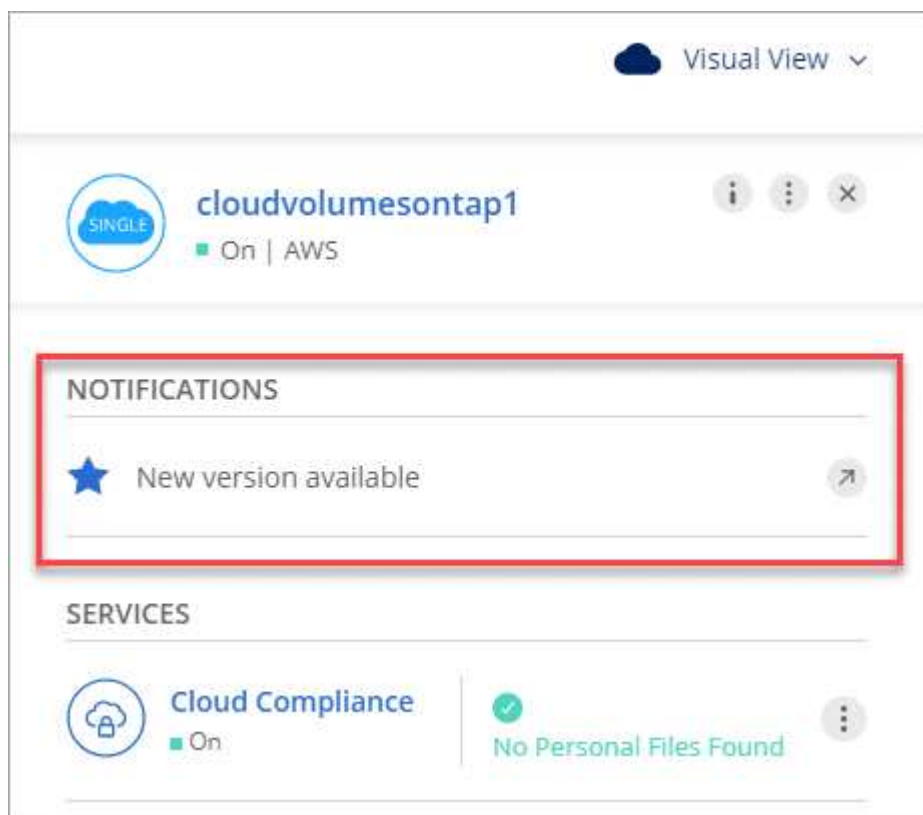 Visual View
SINGLE
cloudvolumesontap1
On | AWS
NOTIFICATIONS
New version available
SERVICES
Cloud Compliance
On
No Personal Files Found